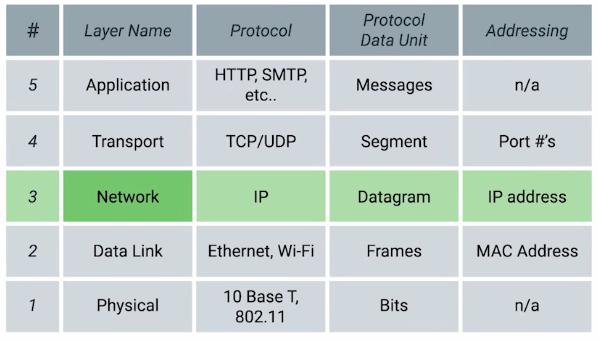 # Layer Name Protocol Protocol Data Unit Addressing
5 Application HTTP, SMTP, etc.. Messages n/a
4 Transport TCP/UDP Segment Port #'s
3 Network IP Datagram IP address
2 Data Link Ethernet, Wi-Fi Frames MAC Address
1 Physical 10 Base T, 802.11 Bits n/a